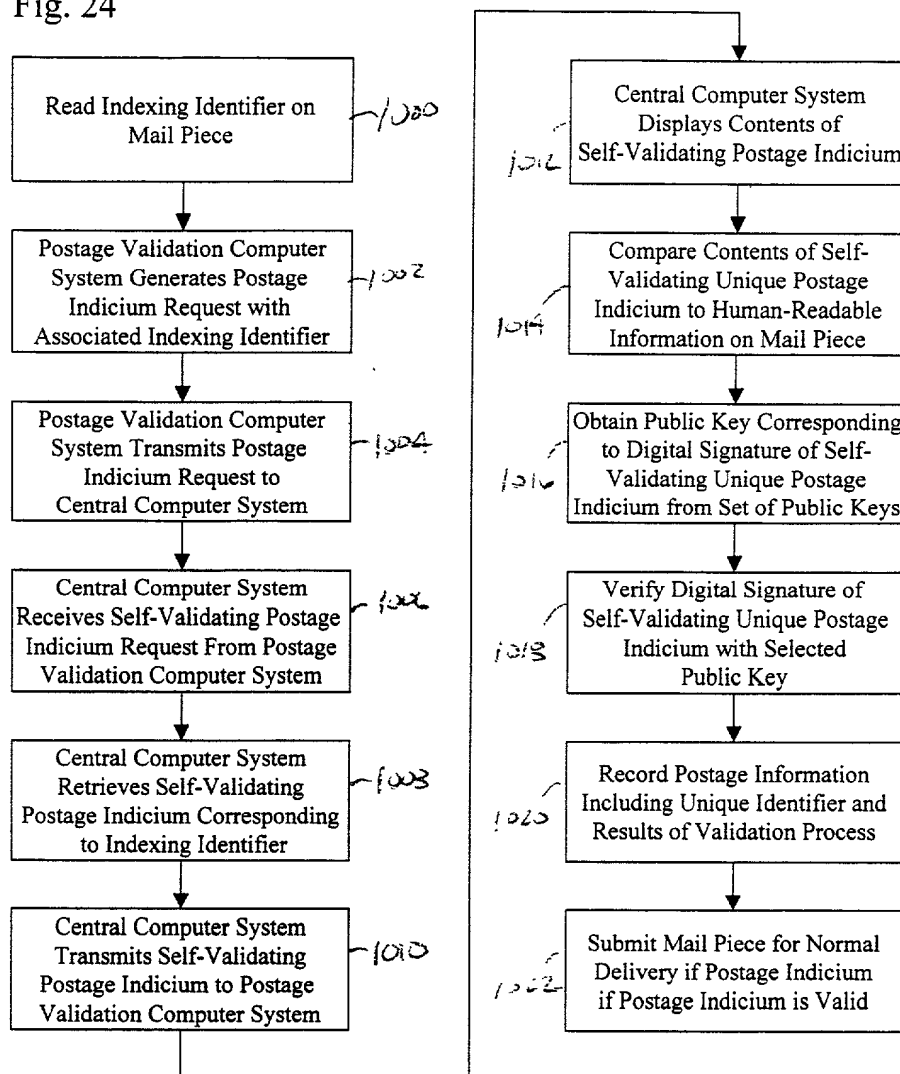 Fig. 24
Read Indexing Identifier on
Mail Piece
1000
Postage Validation Computer
System Generates Postage
Indicium Request with
Associated Indexing Identifier
1002
Postage Validation Computer
System Transmits Postage
Indicium Request to
Central Computer System
1004
Central Computer System
Receives Self-Validating Postage
Indicium Request From Postage
Validation Computer System
1006
Central Computer System
Retrieves Self-Validating
Postage Indicium Corresponding
to Indexing Identifier
1008
Central Computer System
Transmits Self-Validating
Postage Indicium to Postage
Validation Computer System
1010
Central Computer System
Displays Contents of
Self-Validating Postage Indicium
1012
Compare Contents of Self-
Validating Unique Postage
Indicium to Human-Readable
Information on Mail Piece
1014
Obtain Public Key Corresponding
to Digital Signature of Self-
Validating Unique Postage
Indicium from Set of Public Keys
1016
Verify Digital Signature of
Self-Validating Unique Postage
Indicium with Selected
Public Key
1018
Record Postage Information
Including Unique Identifier and
Results of Validation Process
1020
Submit Mail Piece for Normal
Delivery if Postage Indicium
if Postage Indicium is Valid
1022